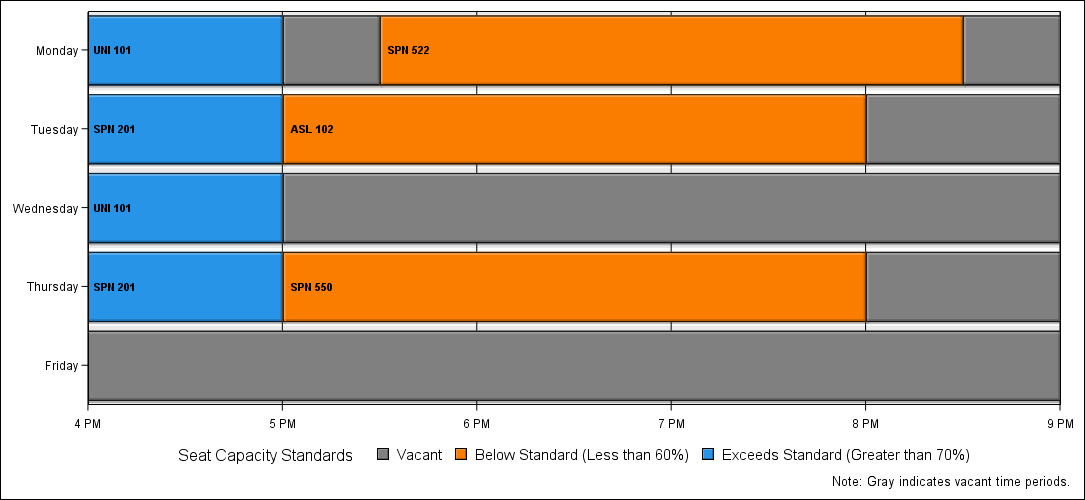 Monday UNI 101 SPN 522
Tuesday SPN 201 ASL 102
Wednesday UNI 101
Thursday SPN 201 SPN 550
Friday
4 PM 5 PM 6 PM 7 PM 8 PM 9 PM
Seat Capacity Standards Vacant Below Standard (Less than 60%) Exceeds Standard (Greater than 70%)
Note: Gray indicates vacant time periods.